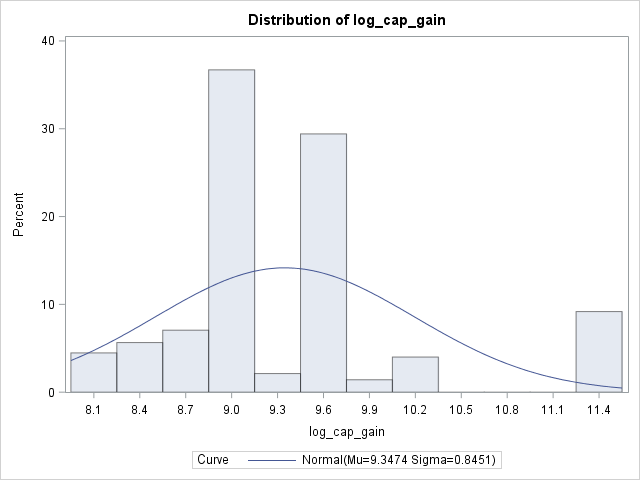 Distribution of log_cap_gain
40
30
20
10
0
Percent
8.1 8.4 8.7 9.0 9.3 9.6 9.9 10.2 10.5 10.8 11.1 11.4
log_cap_gain
Curve Normal(Mu=9.3474 Sigma=0.8451)